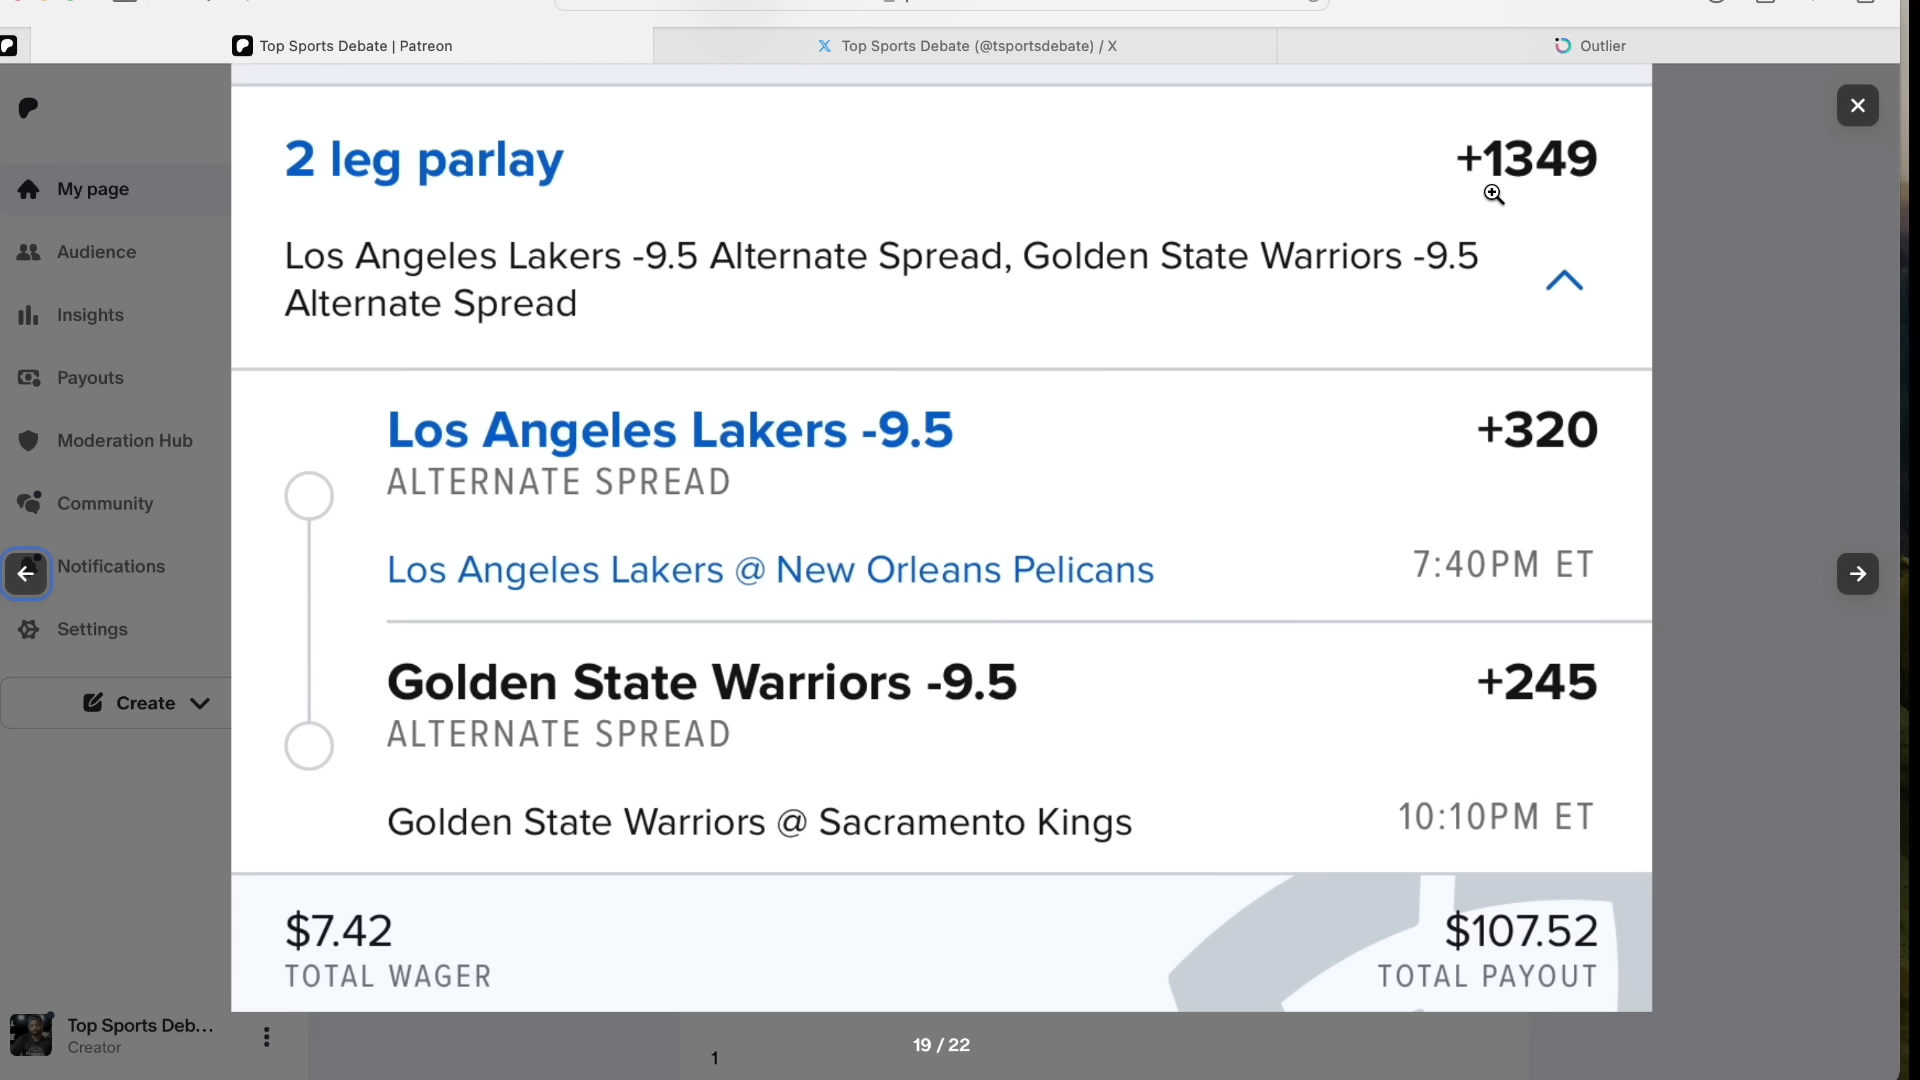 Top Sports Debate | Patreon
Top Sports Debate (@tsportsdebate) / X
Outlier
My page
Audience
Insights
Payouts
Moderation Hub
Community
Notifications
Settings
Create
Top Sports Deb...
Creator
2 leg parlay
+1349
Los Angeles Lakers -9.5 Alternate Spread, Golden State Warriors -9.5
Alternate Spread
Los Angeles Lakers -9.5
+320
ALTERNATE SPREAD
Los Angeles Lakers @ New Orleans Pelicans
7:40PM ET
Golden State Warriors -9.5
+245
ALTERNATE SPREAD
Golden State Warriors @ Sacramento Kings
10:10PM ET
$7.42
$107.52
TOTAL WAGER
TOTAL PAYOUT
19 / 22
1